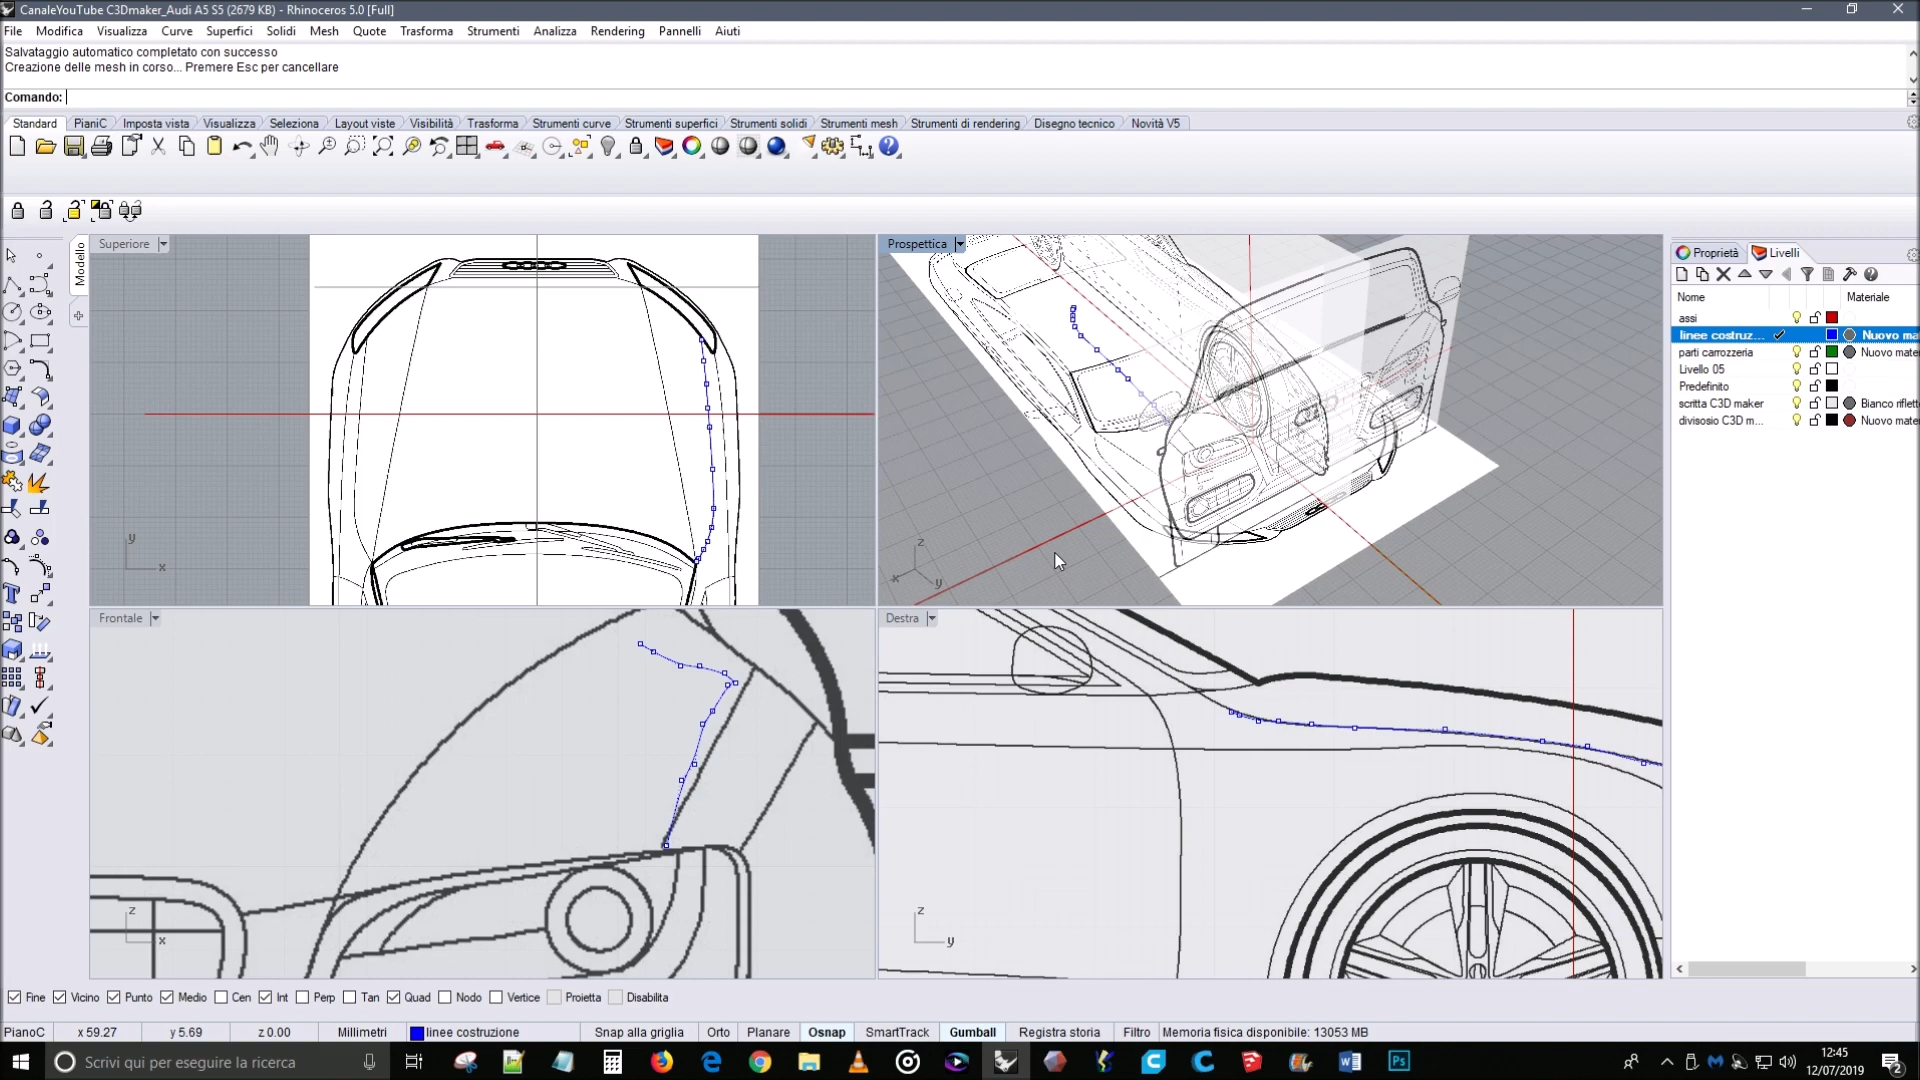 CanaleYouTube C3Dmaker_Audi A5 S5 (2679 KB) - Rhinoceros 5.0 [Full]
File Modifica Visualizza Curve Superfici Solidi Mesh Quote Trasforma Strumenti Analizza Rendering Pannelli Aiuti
Salvataggio automatico completato con successo
Creazione delle mesh in corso... Premere Esc per cancellare
Comando:
Standard PianiC Imposta vista Visualizza Seleziona Layout viste Visibilità Trasforma Strumenti curve Strumenti superfici Strumenti solidi Strumenti mesh Strumenti di rendering Disegno tecnico Novità V5
Modello
Superiore
Prospettica
Proprietà Livelli
Nome Materiale
assi
linee costruz... Nuovo ma
parti carrozzeria Nuovo mate
Livello 05
Predefinito
scritta C3D maker Bianco riflett
divisosio C3D m... Nuovo mate
y x
z x y
Frontale
Destra
z x
z y
Fine Vicino Punto Medio Cen Int Perp Tan Quad Nodo Vertice Proietta Disabilita
PianoC x 59.27 y 5.69 z 0.00 Millimetri linee costruzione Snap alla griglia Orto Planare Osnap SmartTrack Gumball Registra storia Filtro Memoria fisica disponibile: 13053 MB
Scrivi qui per eseguire la ricerca
12:45
12/07/2019
2